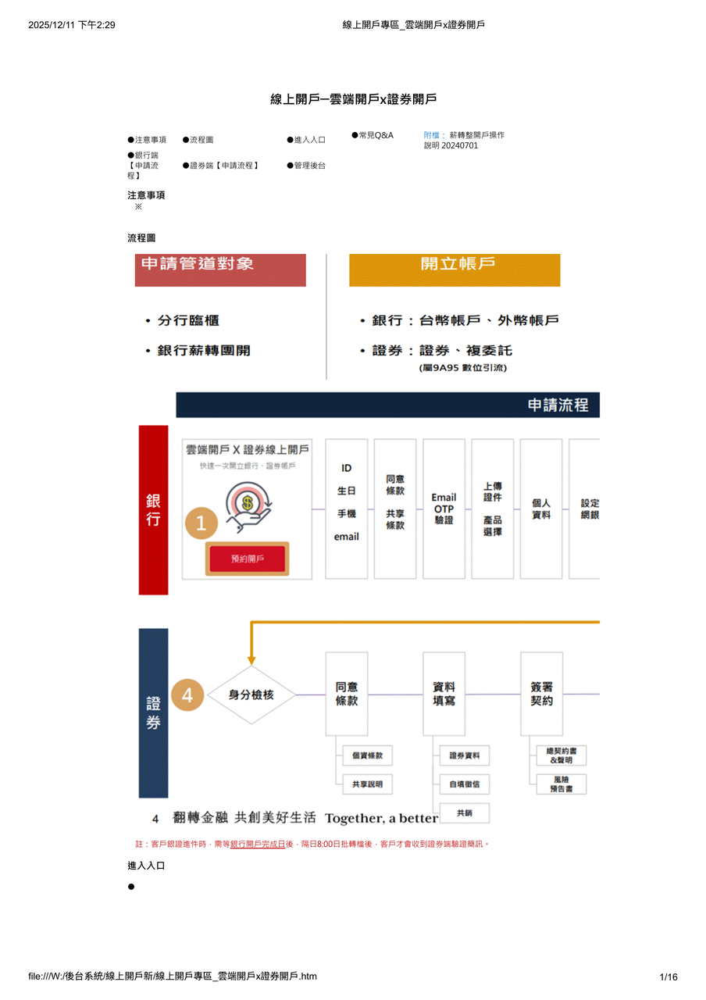 2025/12/11 下午2:29
線上開戶專區_雲端開戶x證券開戶
線上開戶─雲端開戶x證券開戶
●注意事項
●流程圖
●進入入口
●常見Q&A
附檔： 薪轉整開戶操作
說明 20240701
●銀行端
【申請流
程】
●證券端【申請流程】
●管理後台
注意事項
※
流程圖
申請管道對象
• 分行臨櫃
• 銀行薪轉團開
開立帳戶
• 銀行：台幣帳戶、外幣帳戶
• 證券：證券、複委託
(屬9A95 數位引流)
申請流程
銀
行
雲端開戶 X 證券線上開戶
快速一次開立銀行、證券帳戶
1
預約開戶
ID
生日
手機
email
同意
條款
共享
條款
Email
OTP
驗證
上傳
證件
產品
選擇
個人
資料
設定
網銀
證
券
4
身分檢核
同意
條款
個資條款
共享說明
資料
填寫
證券資料
自填徵信
共銷
簽署
契約
總契約書
&聲明
風險
預告書
4 翻轉金融 共創美好生活 Together, a better
註：客戶銀證進件時，需等銀行開戶完成日後，隔日8:00日批轉檔後，客戶才會收到證券端驗證簡訊。
進入入口
●
file:///W:/後台系統/線上開戶新/線上開戶專區_雲端開戶x證券開戶.htm
1/16